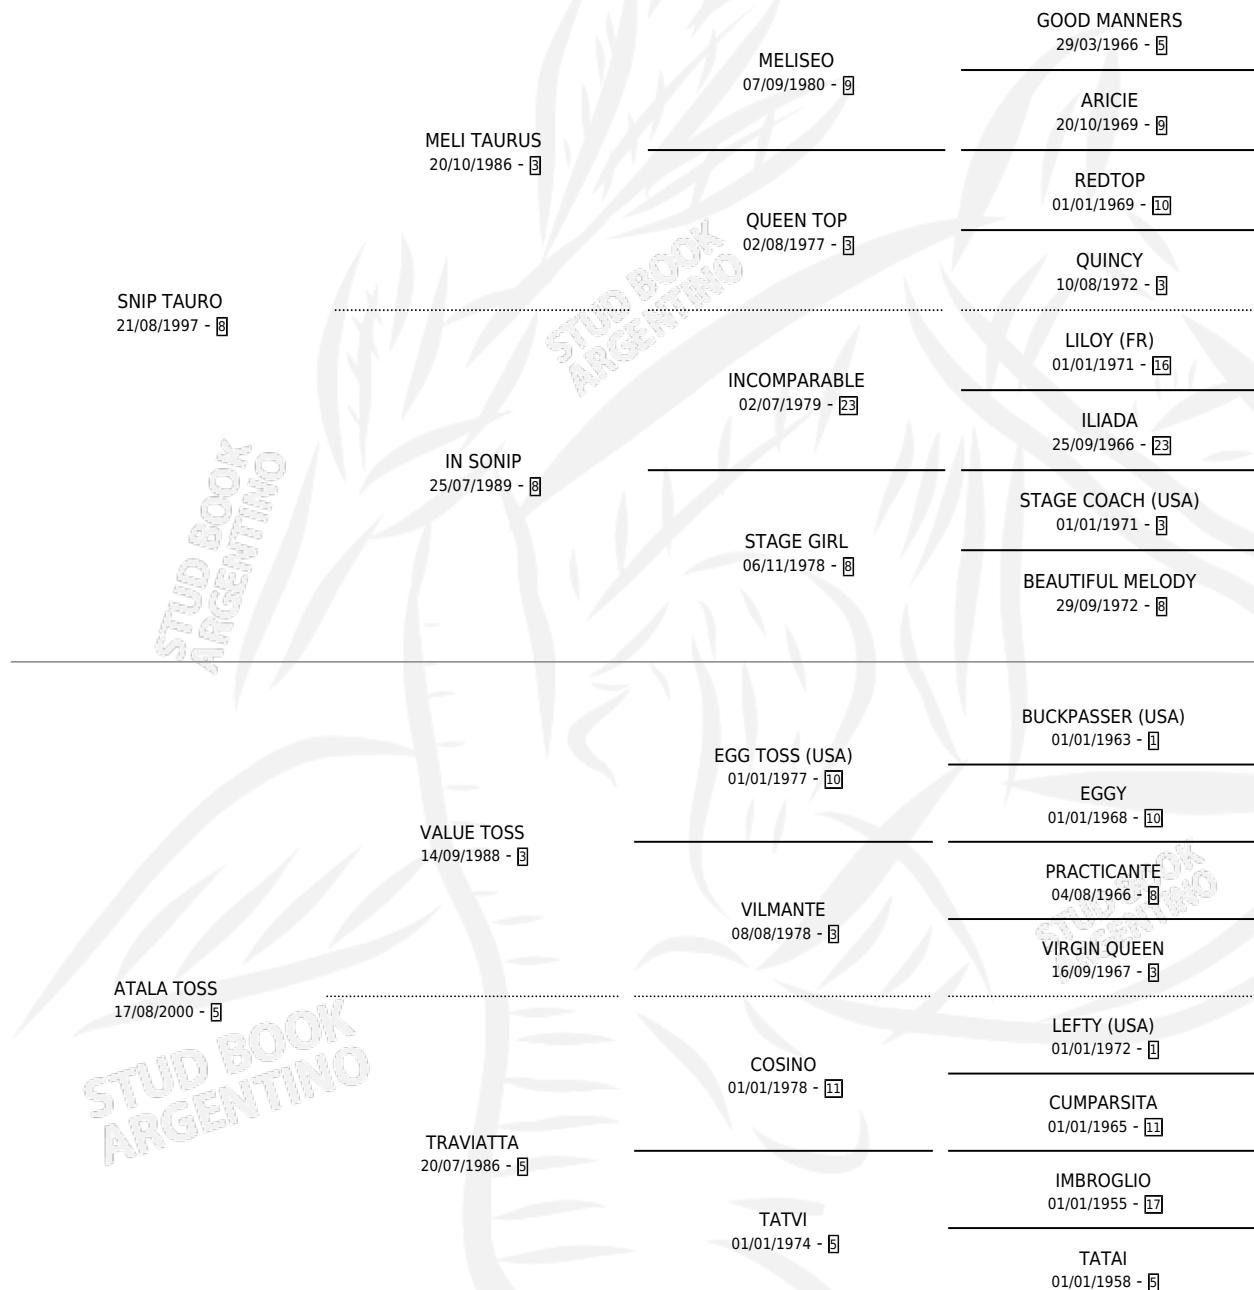 GOOD MANNERS
29/03/1966 - 5
MELISEO
07/09/1980 - 9
ARICIE
20/10/1969 - 9
MELI TAURUS
20/10/1986 - 3
REDTOP
01/01/1969 - 10
QUEEN TOP
02/08/1977 - 3
QUINCY
10/08/1972 - 3
SNIP TAURO
21/08/1997 - 8
STUD BOOK
ARGENTINO
LILOY (FR)
01/01/1971 - 16
INCOMPARABLE
02/07/1979 - 23
ILIADA
25/09/1966 - 23
IN SONIP
25/07/1989 - 8
STAGE COACH (USA)
01/01/1971 - 3
STAGE GIRL
06/11/1978 - 8
BEAUTIFUL MELODY
29/09/1972 - 8
STUD BOOK
ARGENTINO
BUCKPASSER (USA)
01/01/1963 - 1
EGG TOSS (USA)
01/01/1977 - 10
EGGY
01/01/1968 - 10
VALUE TOSS
14/09/1988 - 3
PRACTICANTE
04/08/1966 - 8
VILMANTE
08/08/1978 - 3
STUD BOOK
ARGENTINO
VIRGIN QUEEN
16/09/1967 - 3
ATALA TOSS
17/08/2000 - 5
LEFTY (USA)
01/01/1972 - 1
STUD BOOK
ARGENTINO
COSINO
01/01/1978 - 11
CUMPARSITA
01/01/1965 - 11
TRAVIATTA
20/07/1986 - 5
IMBROGLIO
01/01/1955 - 17
TATVI
01/01/1974 - 5
TATAI
01/01/1958 - 5